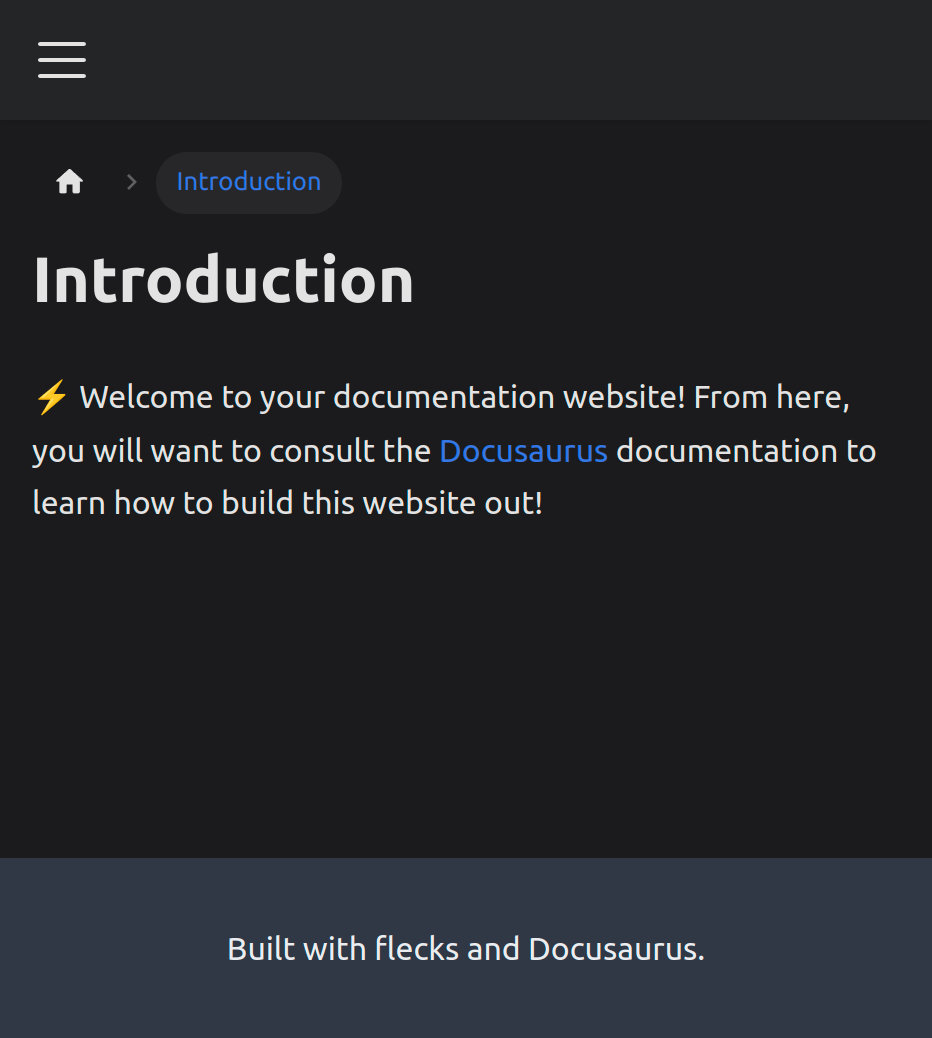 Introduction
Introduction
⚡ Welcome to your documentation website! From here,
you will want to consult the Docusaurus documentation to
learn how to build this website out!
Built with flecks and Docusaurus.